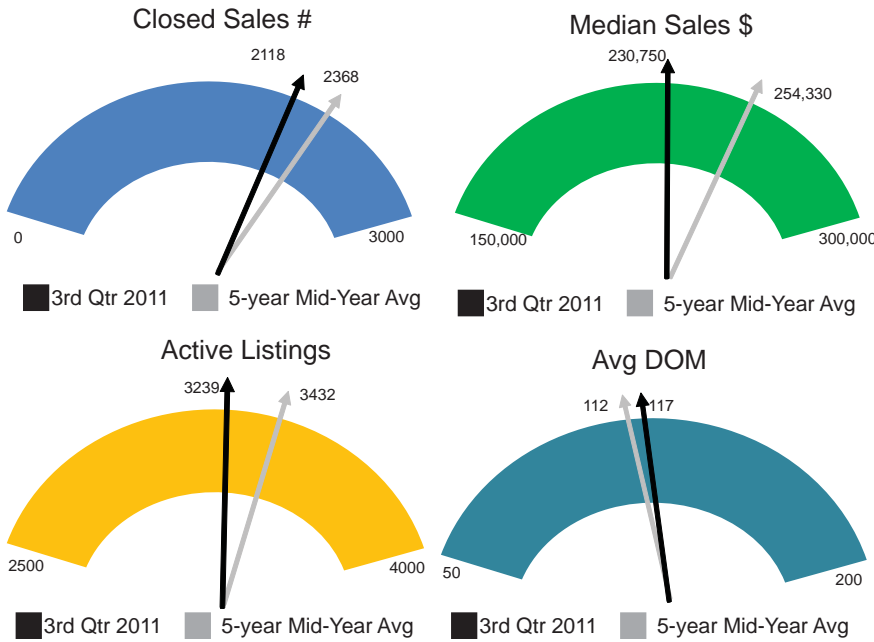 Closed Sales #
2118
2368
0
3000
3rd Qtr 2011 5-year Mid-Year Avg
Median Sales $
230,750
254,330
150,000
300,000
3rd Qtr 2011 5-year Mid-Year Avg
Active Listings
3239
3432
2500
4000
3rd Qtr 2011 5-year Mid-Year Avg
Avg DOM
112
117
50
200
3rd Qtr 2011 5-year Mid-Year Avg